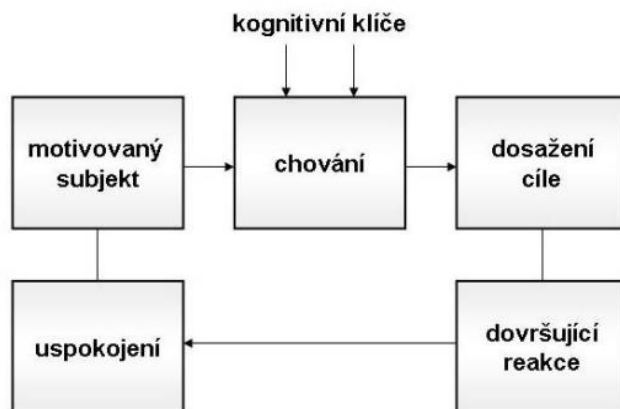 kognitivní klíče
motivovaný
subjekt
chování
dosažení
cíle
uspokojení
dovršující
reakce